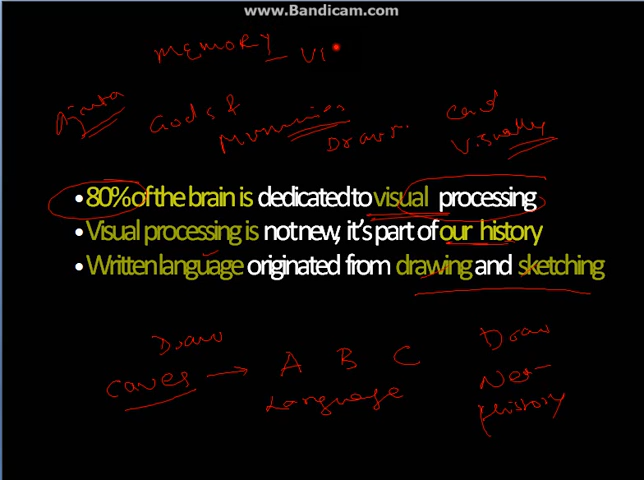 www.Bandicam.com
MEMORY VI
Ajanta Gods & Mummies Draws. Card Visually
• 80% of the brain is dedicated to visual processing
• Visual processing is not new, it's part of our history
• Written language originated from drawing and sketching
Draw Draw
Caves → A B C
Language
history